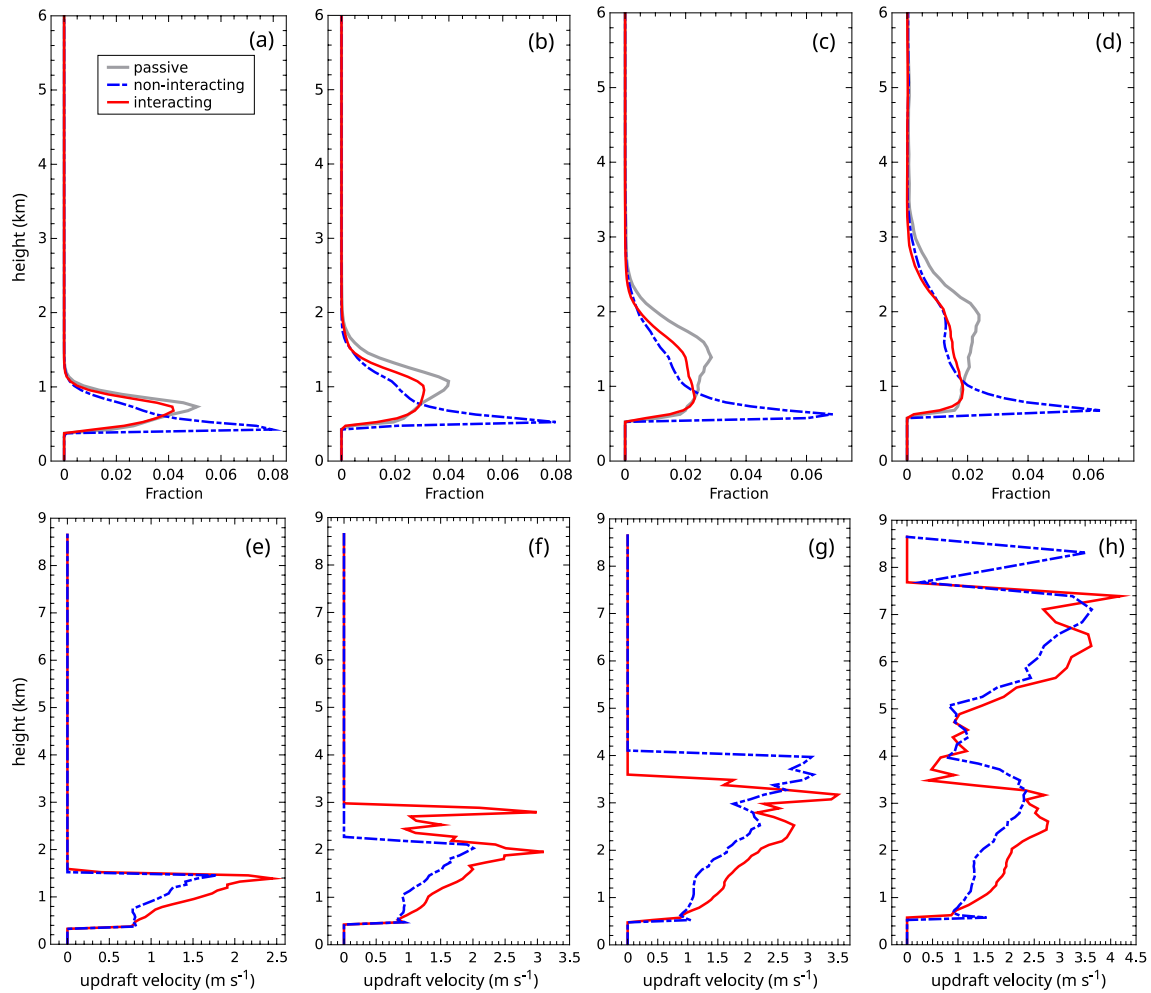 (a)
(b)
(c)
(d)
passive
non-interacting
interacting
height (km)
6
5
4
3
2
1
0
6
5
4
3
2
1
0
6
5
4
3
2
1
0
6
5
4
3
2
1
0
0 0.02 0.04 0.06 0.08
0 0.02 0.04 0.06 0.08
0 0.02 0.04 0.06
0 0.02 0.04 0.06
Fraction
Fraction
Fraction
Fraction
(e)
(f)
(g)
(h)
height (km)
9
8
7
6
5
4
3
2
1
0
9
8
7
6
5
4
3
2
1
0
9
8
7
6
5
4
3
2
1
0
9
8
7
6
5
4
3
2
1
0
0 0.5 1 1.5 2 2.5
0 0.5 1 1.5 2 2.5 3 3.5
0 0.5 1 1.5 2 2.5 3 3.5
0 0.5 1 1.5 2 2.5 3 3.5 4 4.5
updraft velocity (m s⁻¹)
updraft velocity (m s⁻¹)
updraft velocity (m s⁻¹)
updraft velocity (m s⁻¹)